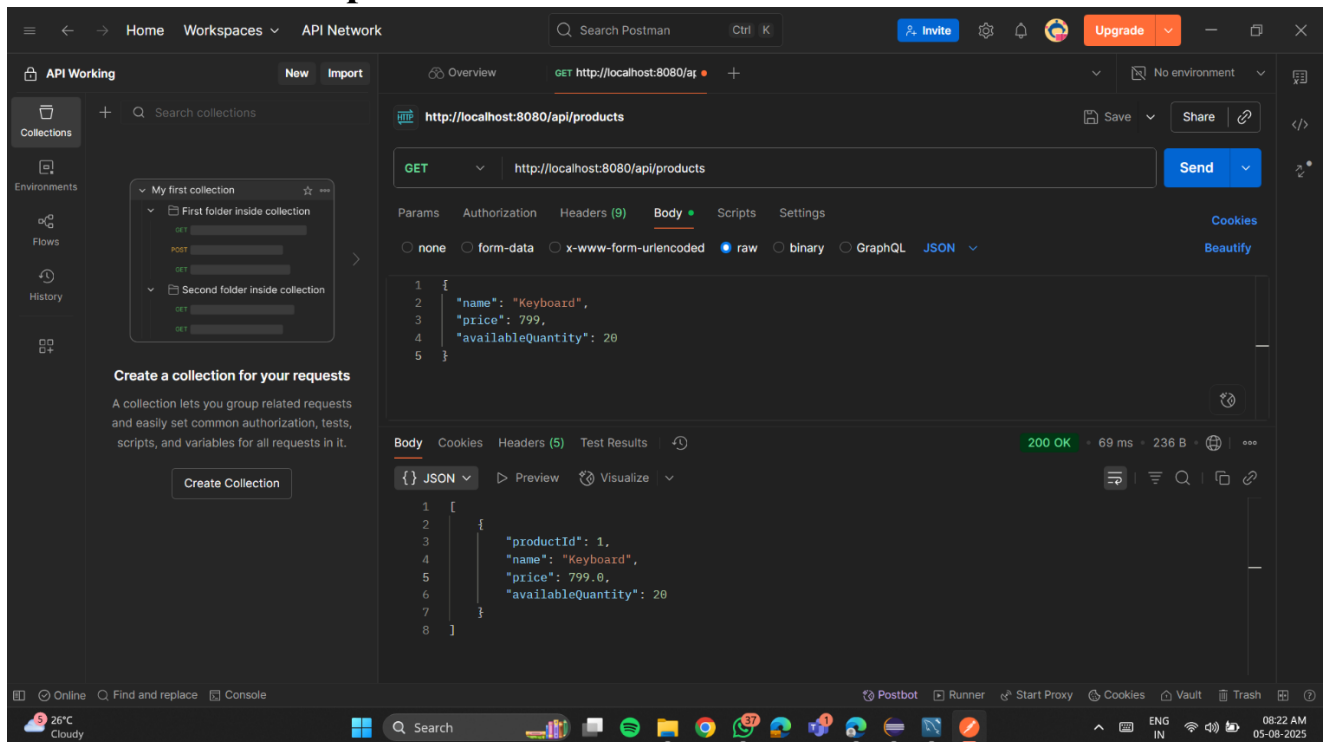 Home Workspaces API Network Search Postman Ctrl K Invite Upgrade
API Working New Import Overview GET http://localhost:8080/ap No environment
Collections
Search collections
http://localhost:8080/api/products Save Share
Environments
Flows
History
My first collection
First folder inside collection
GET
POST
GET
Second folder inside collection
GET
GET
Create a collection for your requests
A collection lets you group related requests
and easily set common authorization, tests,
scripts, and variables for all requests in it.
Create Collection
GET http://localhost:8080/api/products Send
Params Authorization Headers (9) Body Scripts Settings Cookies
none form-data x-www-form-urlencoded raw binary GraphQL JSON Beautify
1 {
2 "name": "Keyboard",
3 "price": 799,
4 "availableQuantity": 20
5 }
Body Cookies Headers (5) Test Results 200 OK 69 ms 236 B
{} JSON Preview Visualize
1 [
2 {
3 "productId": 1,
4 "name": "Keyboard",
5 "price": 799.0,
6 "availableQuantity": 20
7 }
8 ]
Online Find and replace Console Postbot Runner Start Proxy Cookies Vault Trash
5 26°C Search 37 1 ENG 08:22 AM
Cloudy IN 05-08-2025